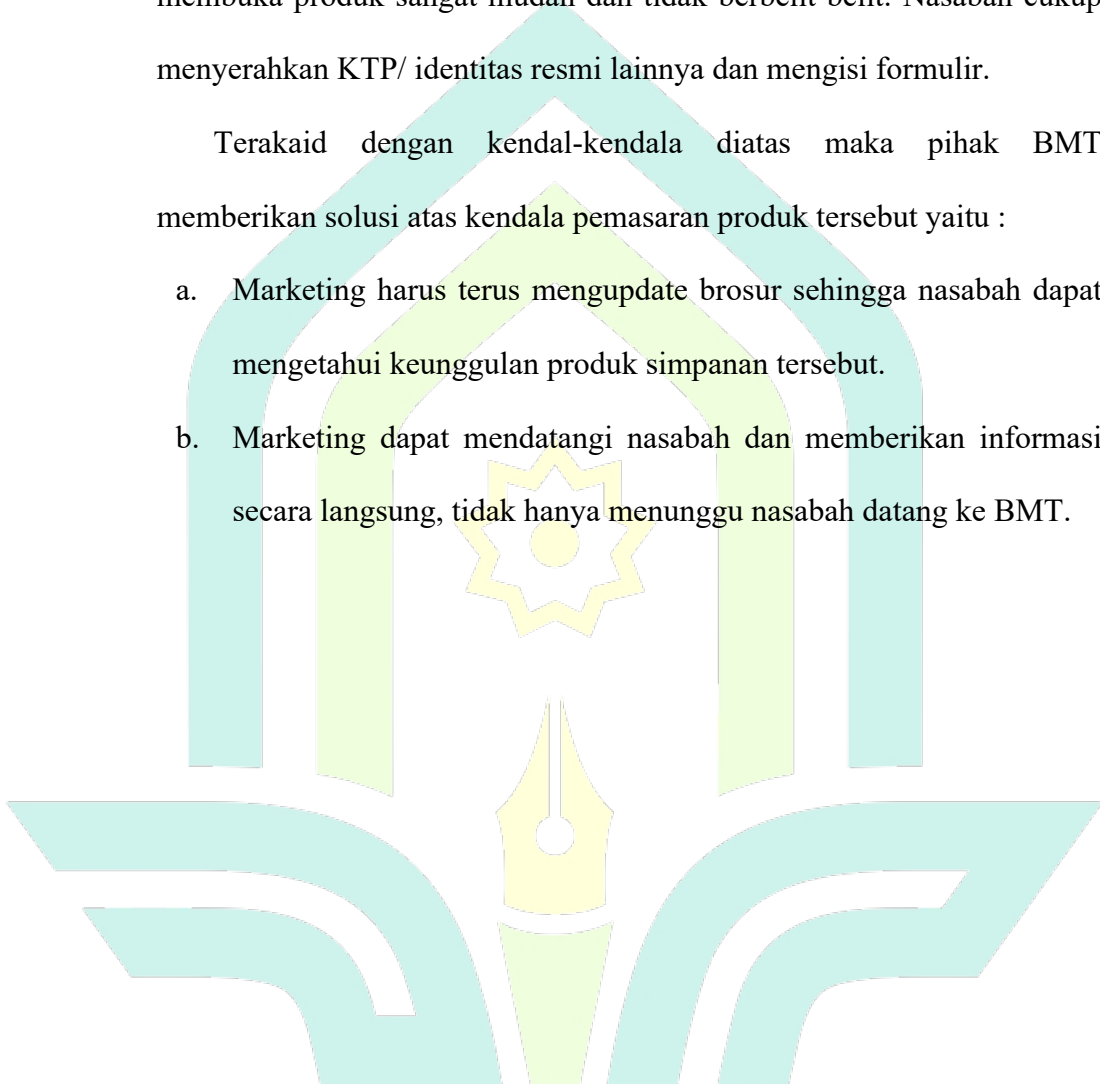 membuka produk sangat mudah dan tidak berbelit-belit. Nasabah cukup
menyerahkan KTP/ identitas resmi lainnya dan mengisi formulir.
Terakaid dengan kendal-kendala diatas maka pihak BMT
memberikan solusi atas kendala pemasaran produk tersebut yaitu :
a. Marketing harus terus mengupdate brosur sehingga nasabah dapat
mengetahui keunggulan produk simpanan tersebut.
b. Marketing dapat mendatangi nasabah dan memberikan informasi
secara langsung, tidak hanya menunggu nasabah datang ke BMT.